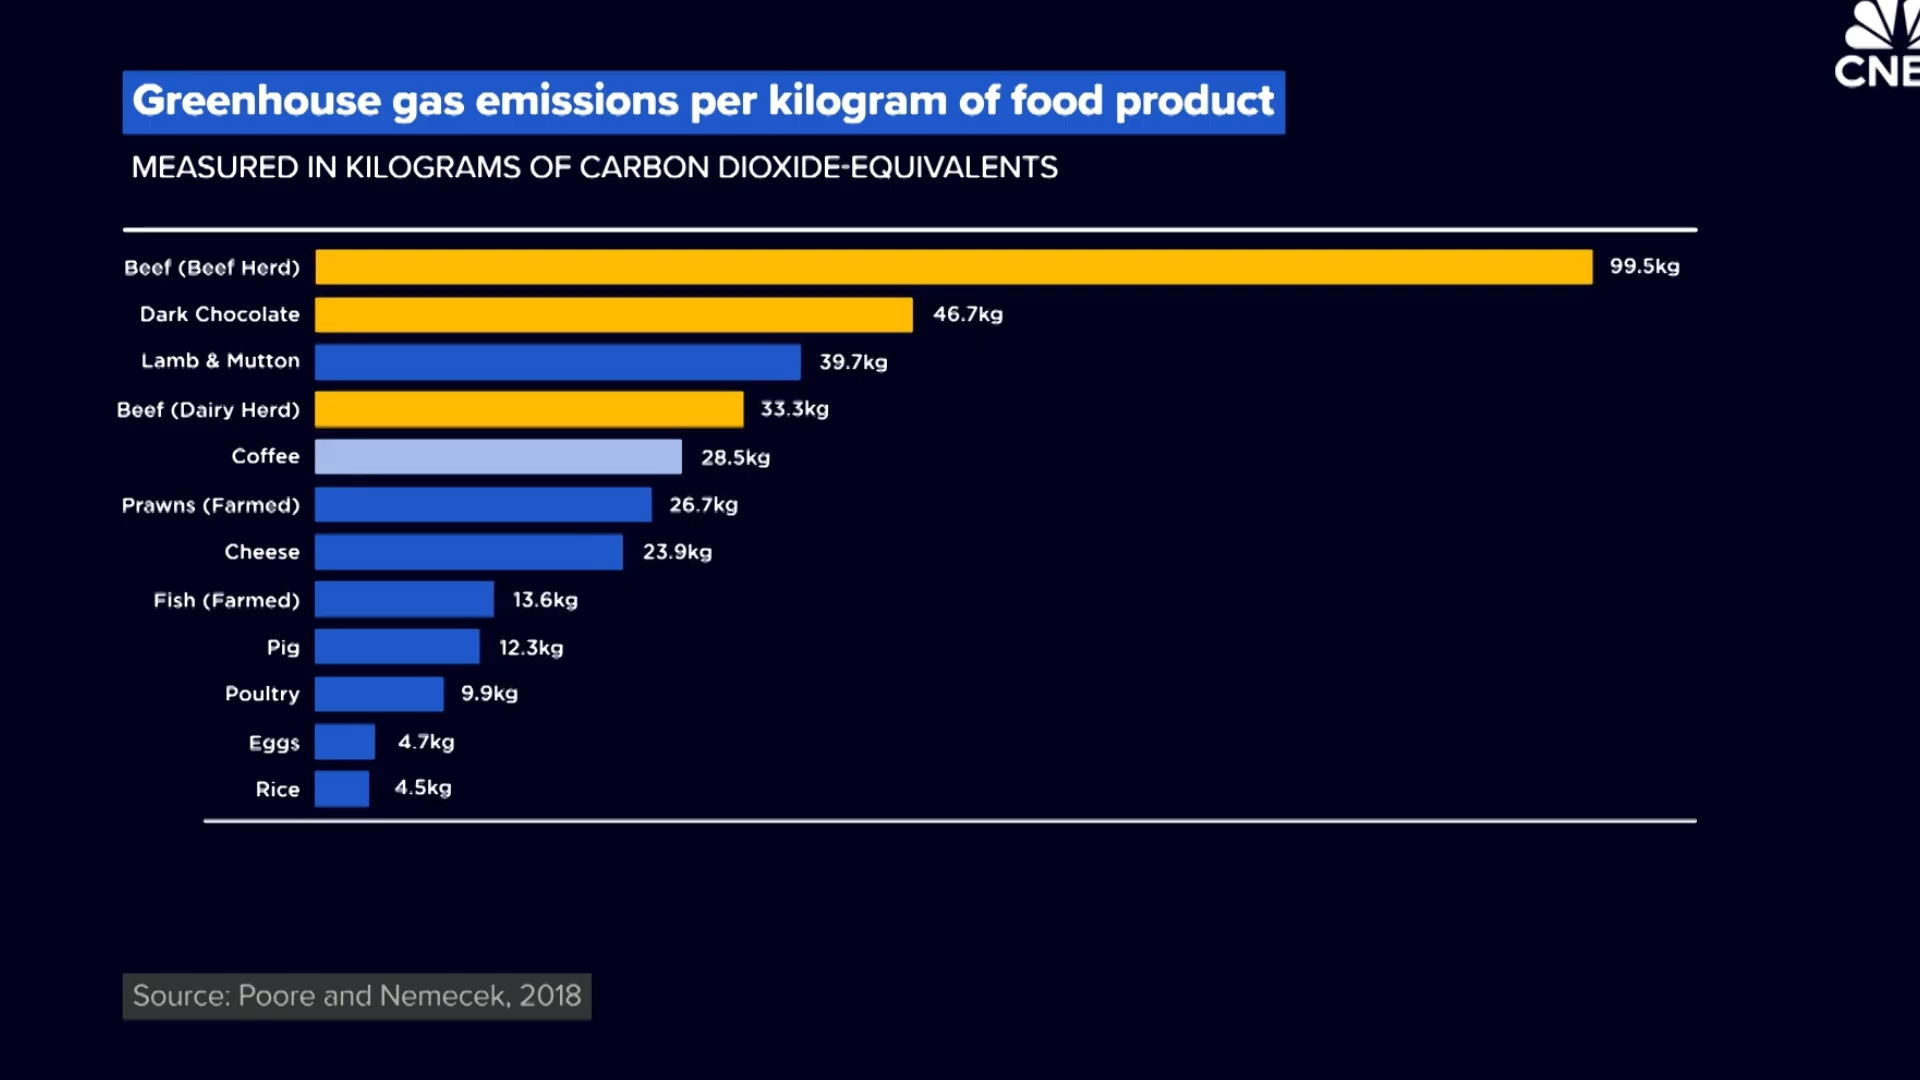 CNB
Greenhouse gas emissions per kilogram of food product
MEASURED IN KILOGRAMS OF CARBON DIOXIDE-EQUIVALENTS
Beef (Beef Herd) 99.5kg
Dark Chocolate 46.7kg
Lamb & Mutton 39.7kg
Beef (Dairy Herd) 33.3kg
Coffee 28.5kg
Prawns (Farmed) 26.7kg
Cheese 23.9kg
Fish (Farmed) 13.6kg
Pig 12.3kg
Poultry 9.9kg
Eggs 4.7kg
Rice 4.5kg
Source: Poore and Nemecek, 2018